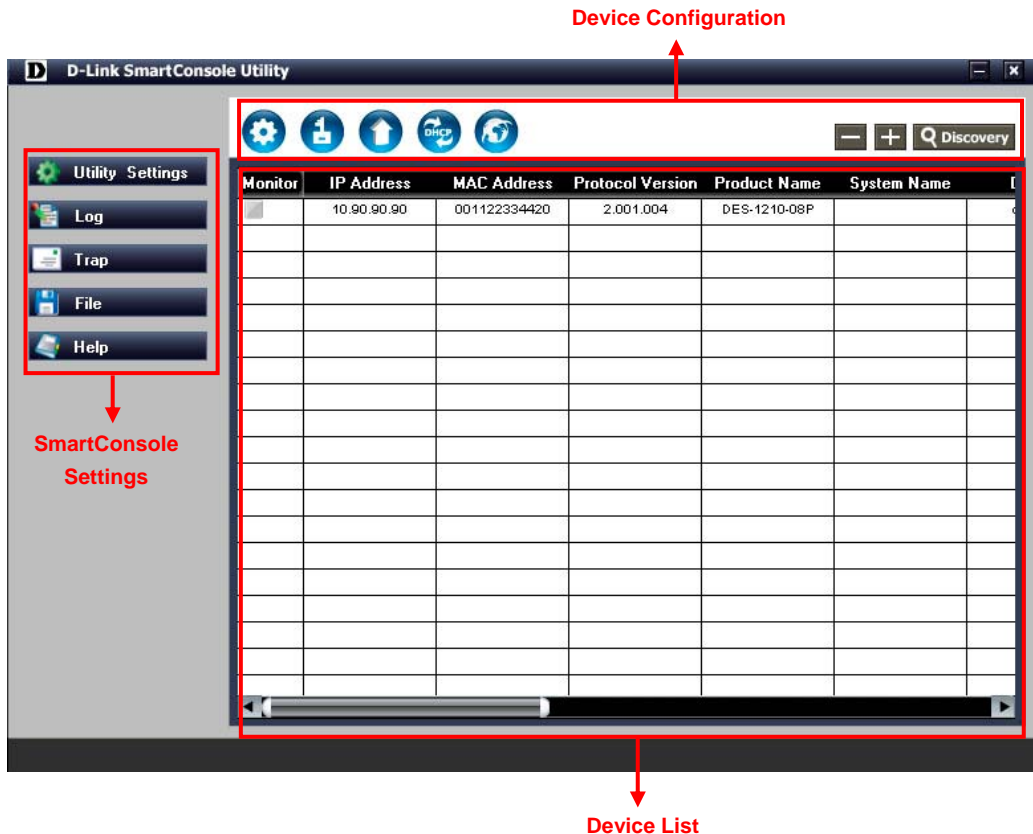 Device Configuration
D D-Link SmartConsole Utility
DHCP
Discovery
Utility Settings
Log
Trap
File
Help
Monitor IP Address MAC Address Protocol Version Product Name System Name
10.90.90.90 001122334420 2.001.004 DES-1210-08P
SmartConsole
Settings
Device List